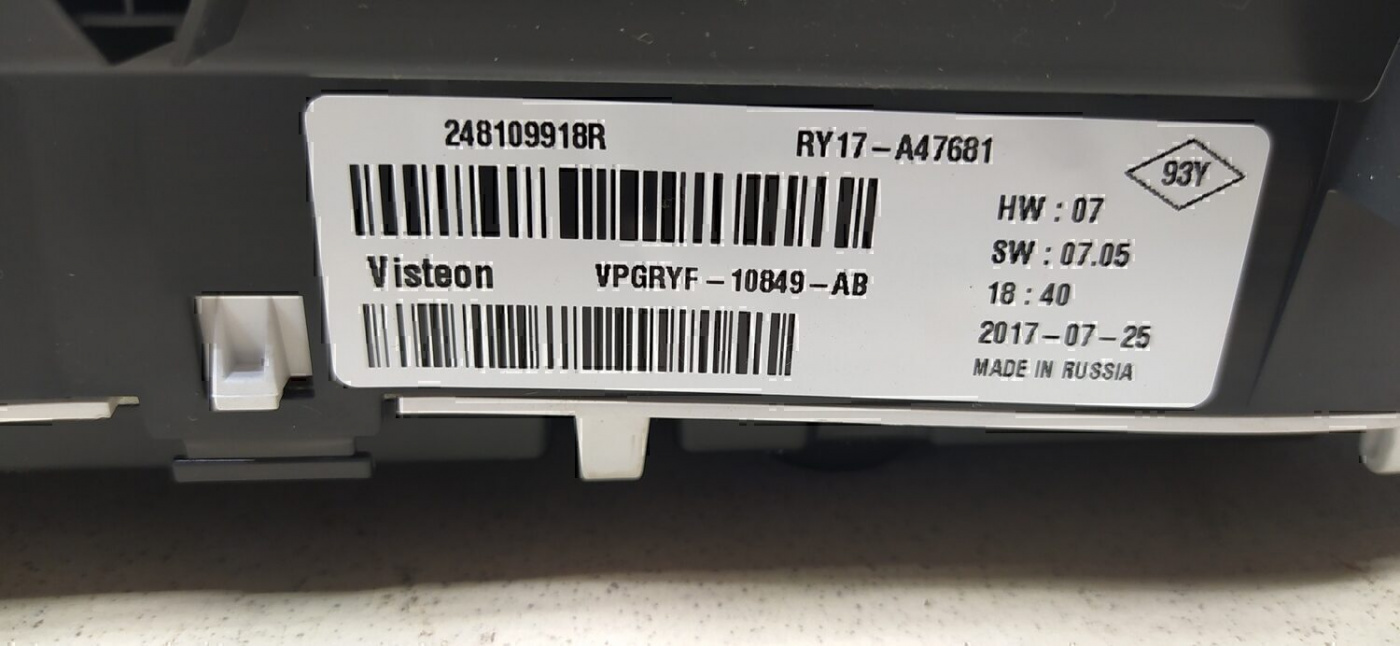 248109918R RY17-A47681
93Y
HW : 07
SW : 07.05
Visteon VPGRYF-10849-AB
18 : 40
2017-07-25
MADE IN RUSSIA